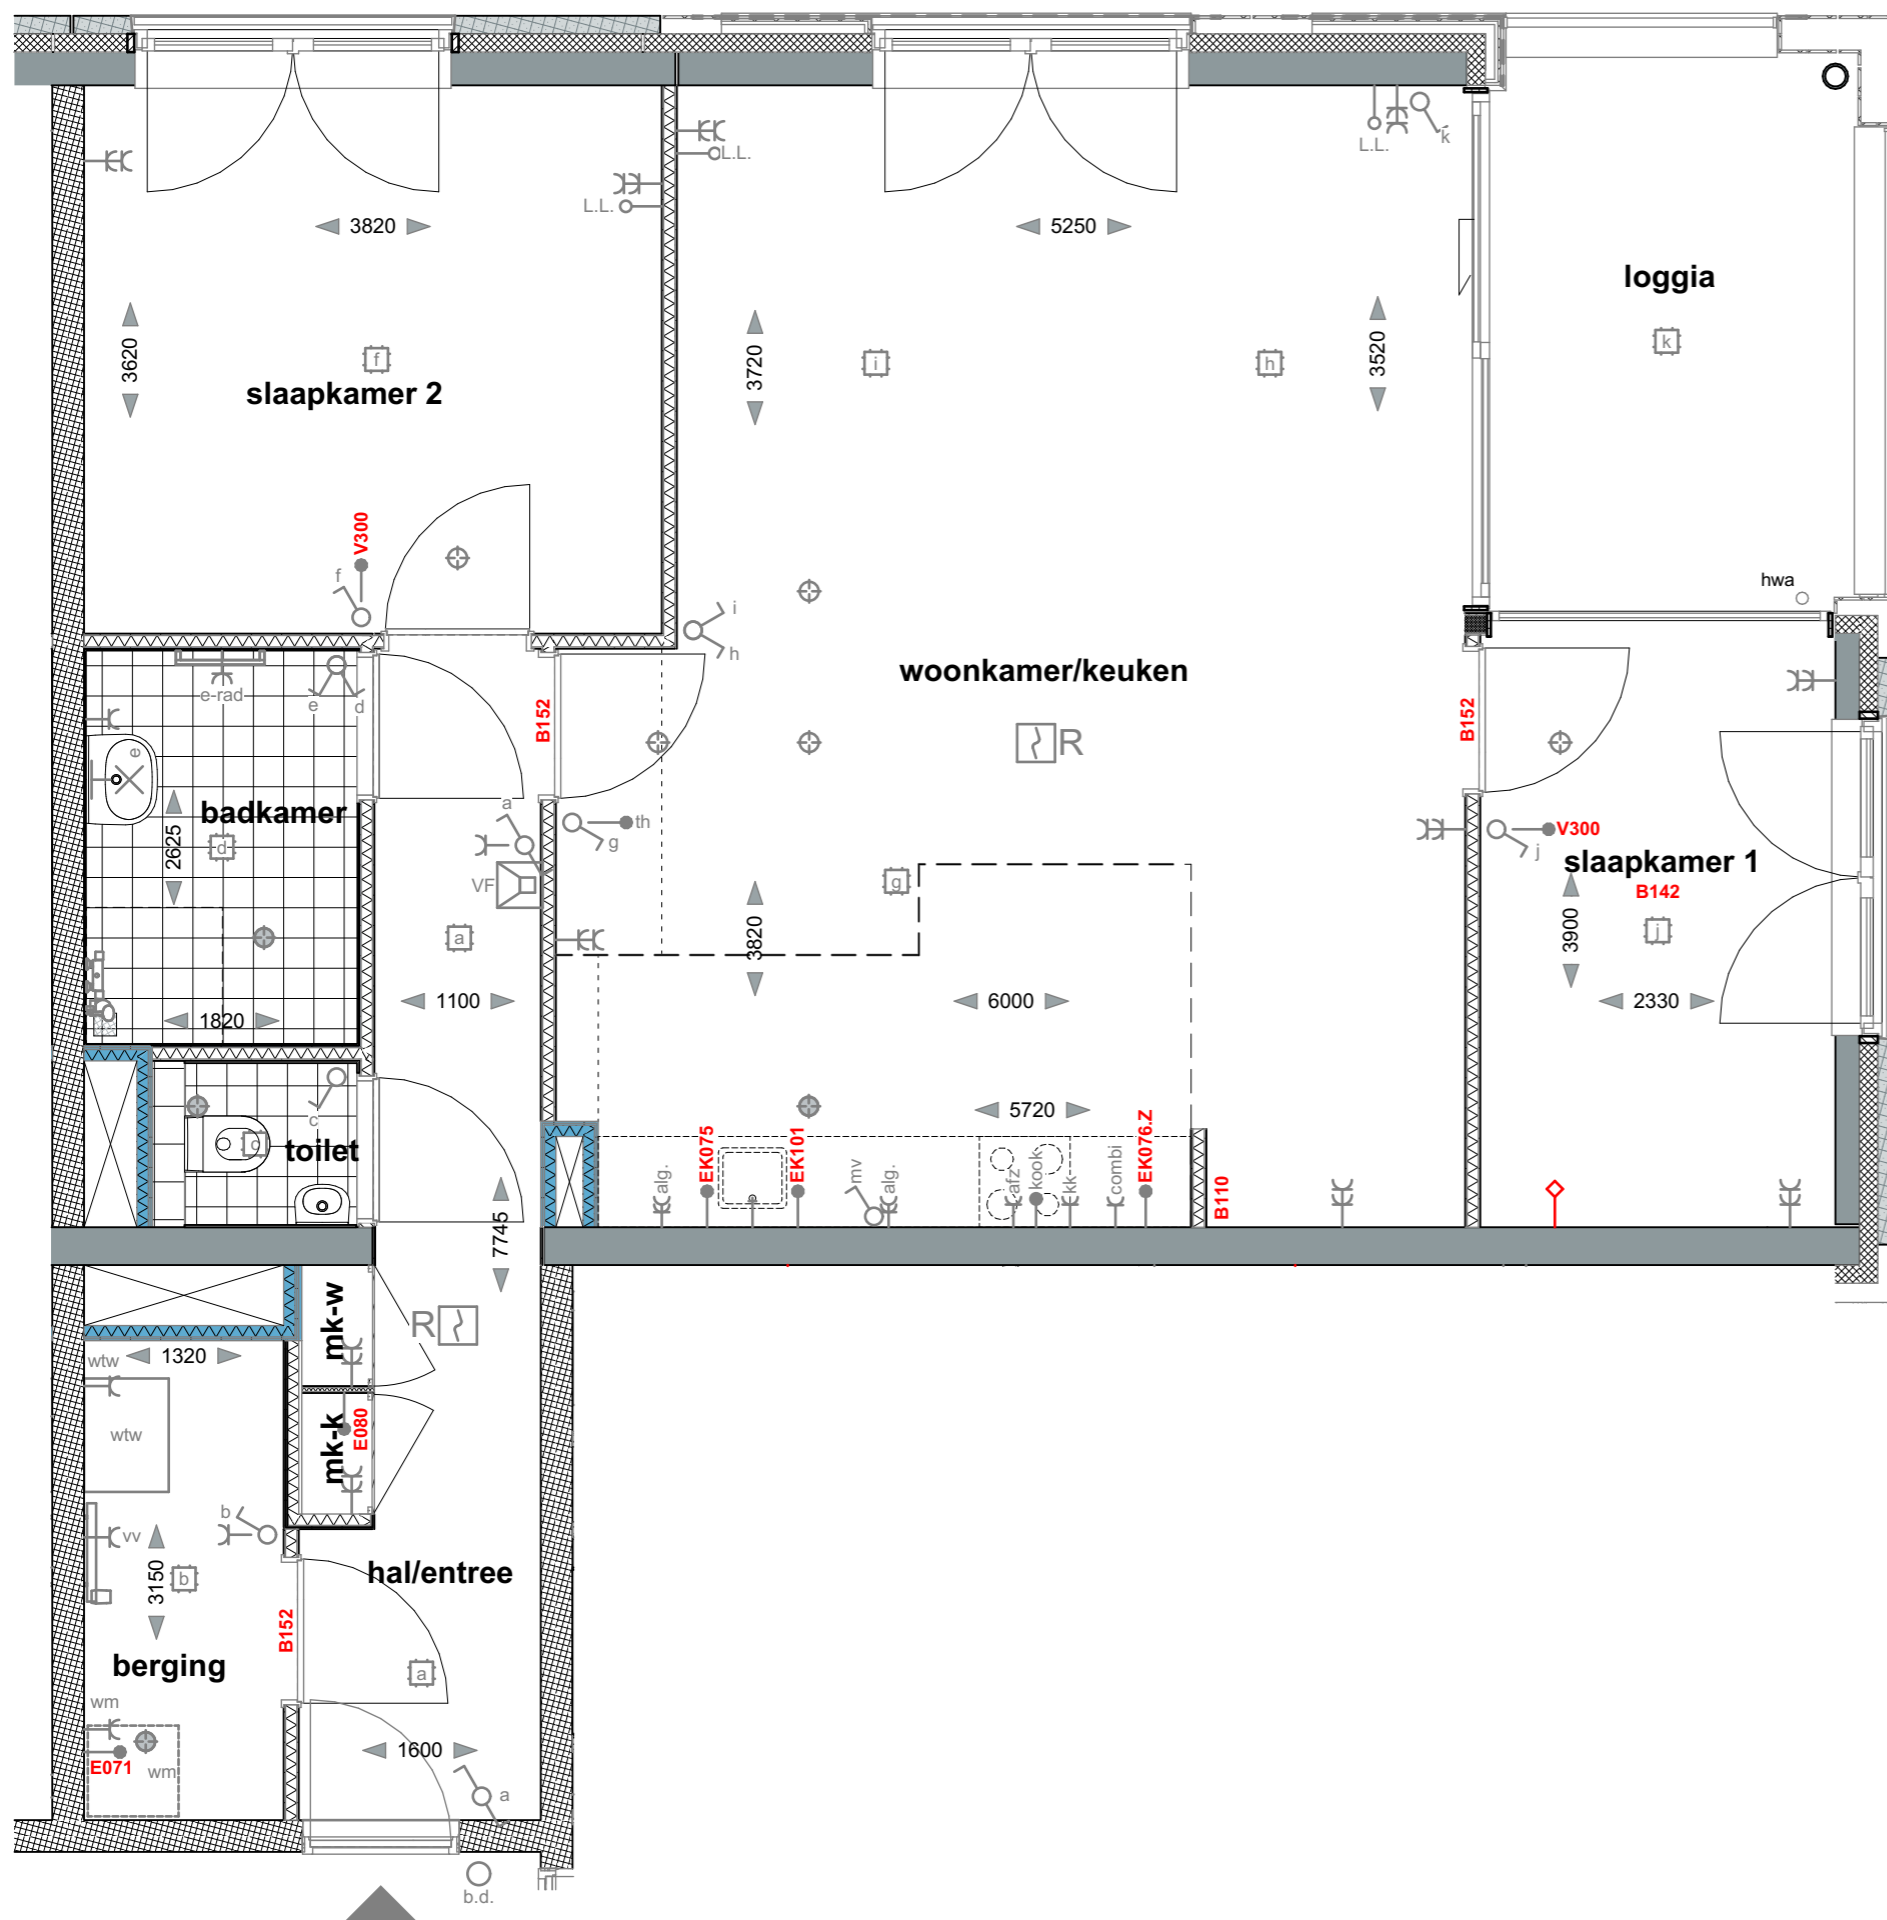 L.L.
k
L.L.
3820
5250
loggia
3620
3720
3520
f
i
h
k
slaapkamer 2
V300
f
hwa
i
h
woonkamer/keuken
e-rad
e
d
B152
B152
R
e
badkamer
d
2625
a
th
g
V300
j
slaapkamer 1
B142
VF
g
3820
3900
j
a
1820
1100
6000
2330
c
c
toilet
5720
alg.
EK075
EK101
mv
alg.
afz
kook
kk
combi
EK076.Z
B110
7745
mk-w
R
wtw
1320
wtw
mk-k
E080
b
vv
3150
b
hal/entree
B152
berging
a
wm
E071
wm
1600
a
b.d.